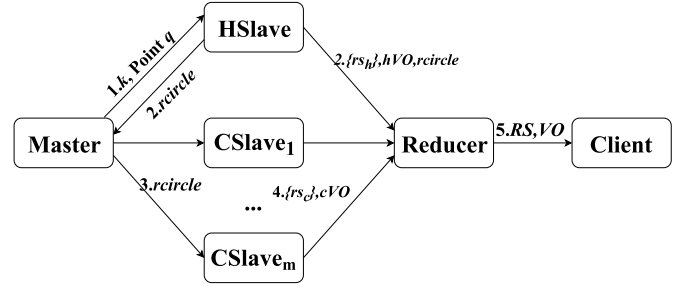 HSlave
1.k, Point q
2.rcircle
2.{rsₕ},hVO,rcircle
Master
CSlave₁
Reducer
5.RS,VO
Client
3.rcircle
4.{rs꜀},cVO
...
CSlaveₘ